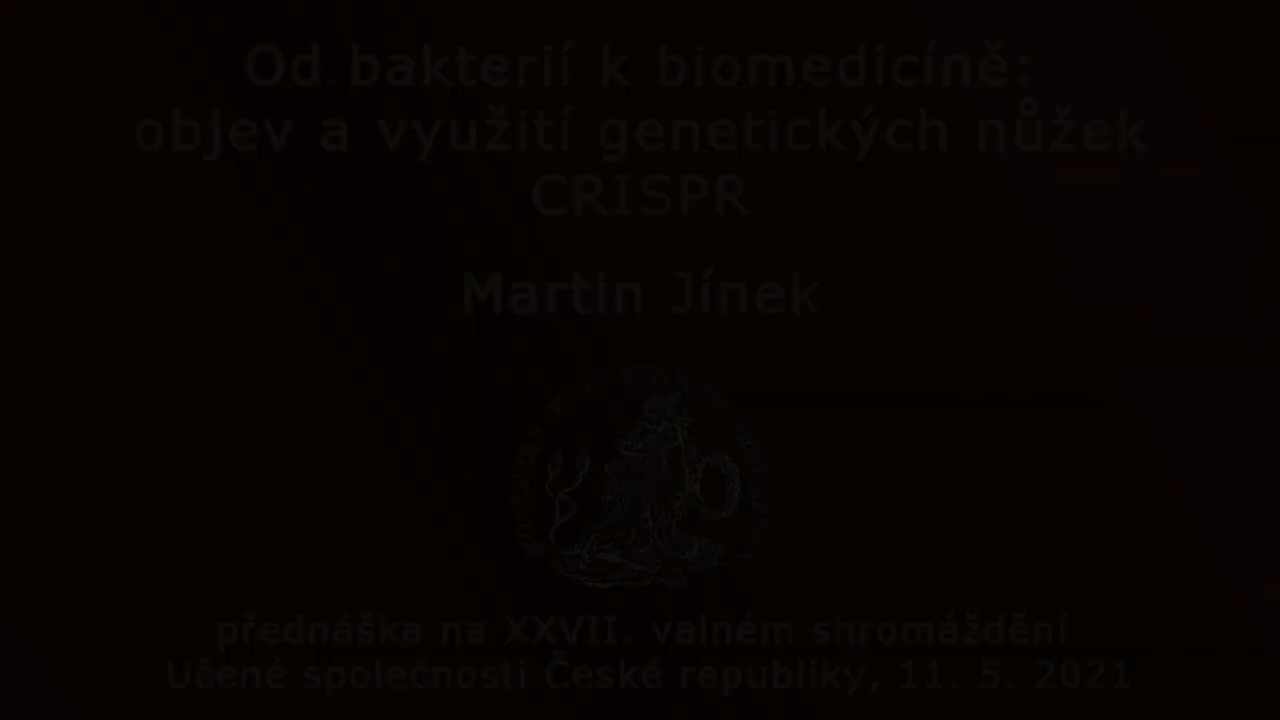 Od bakterií k biomedicíně:
objev a využití genetických nůžek
CRISPR
Martin Jínek
přednáška na XXVII. valném shromáždění
Učené společnosti České republiky, 11. 5. 2021